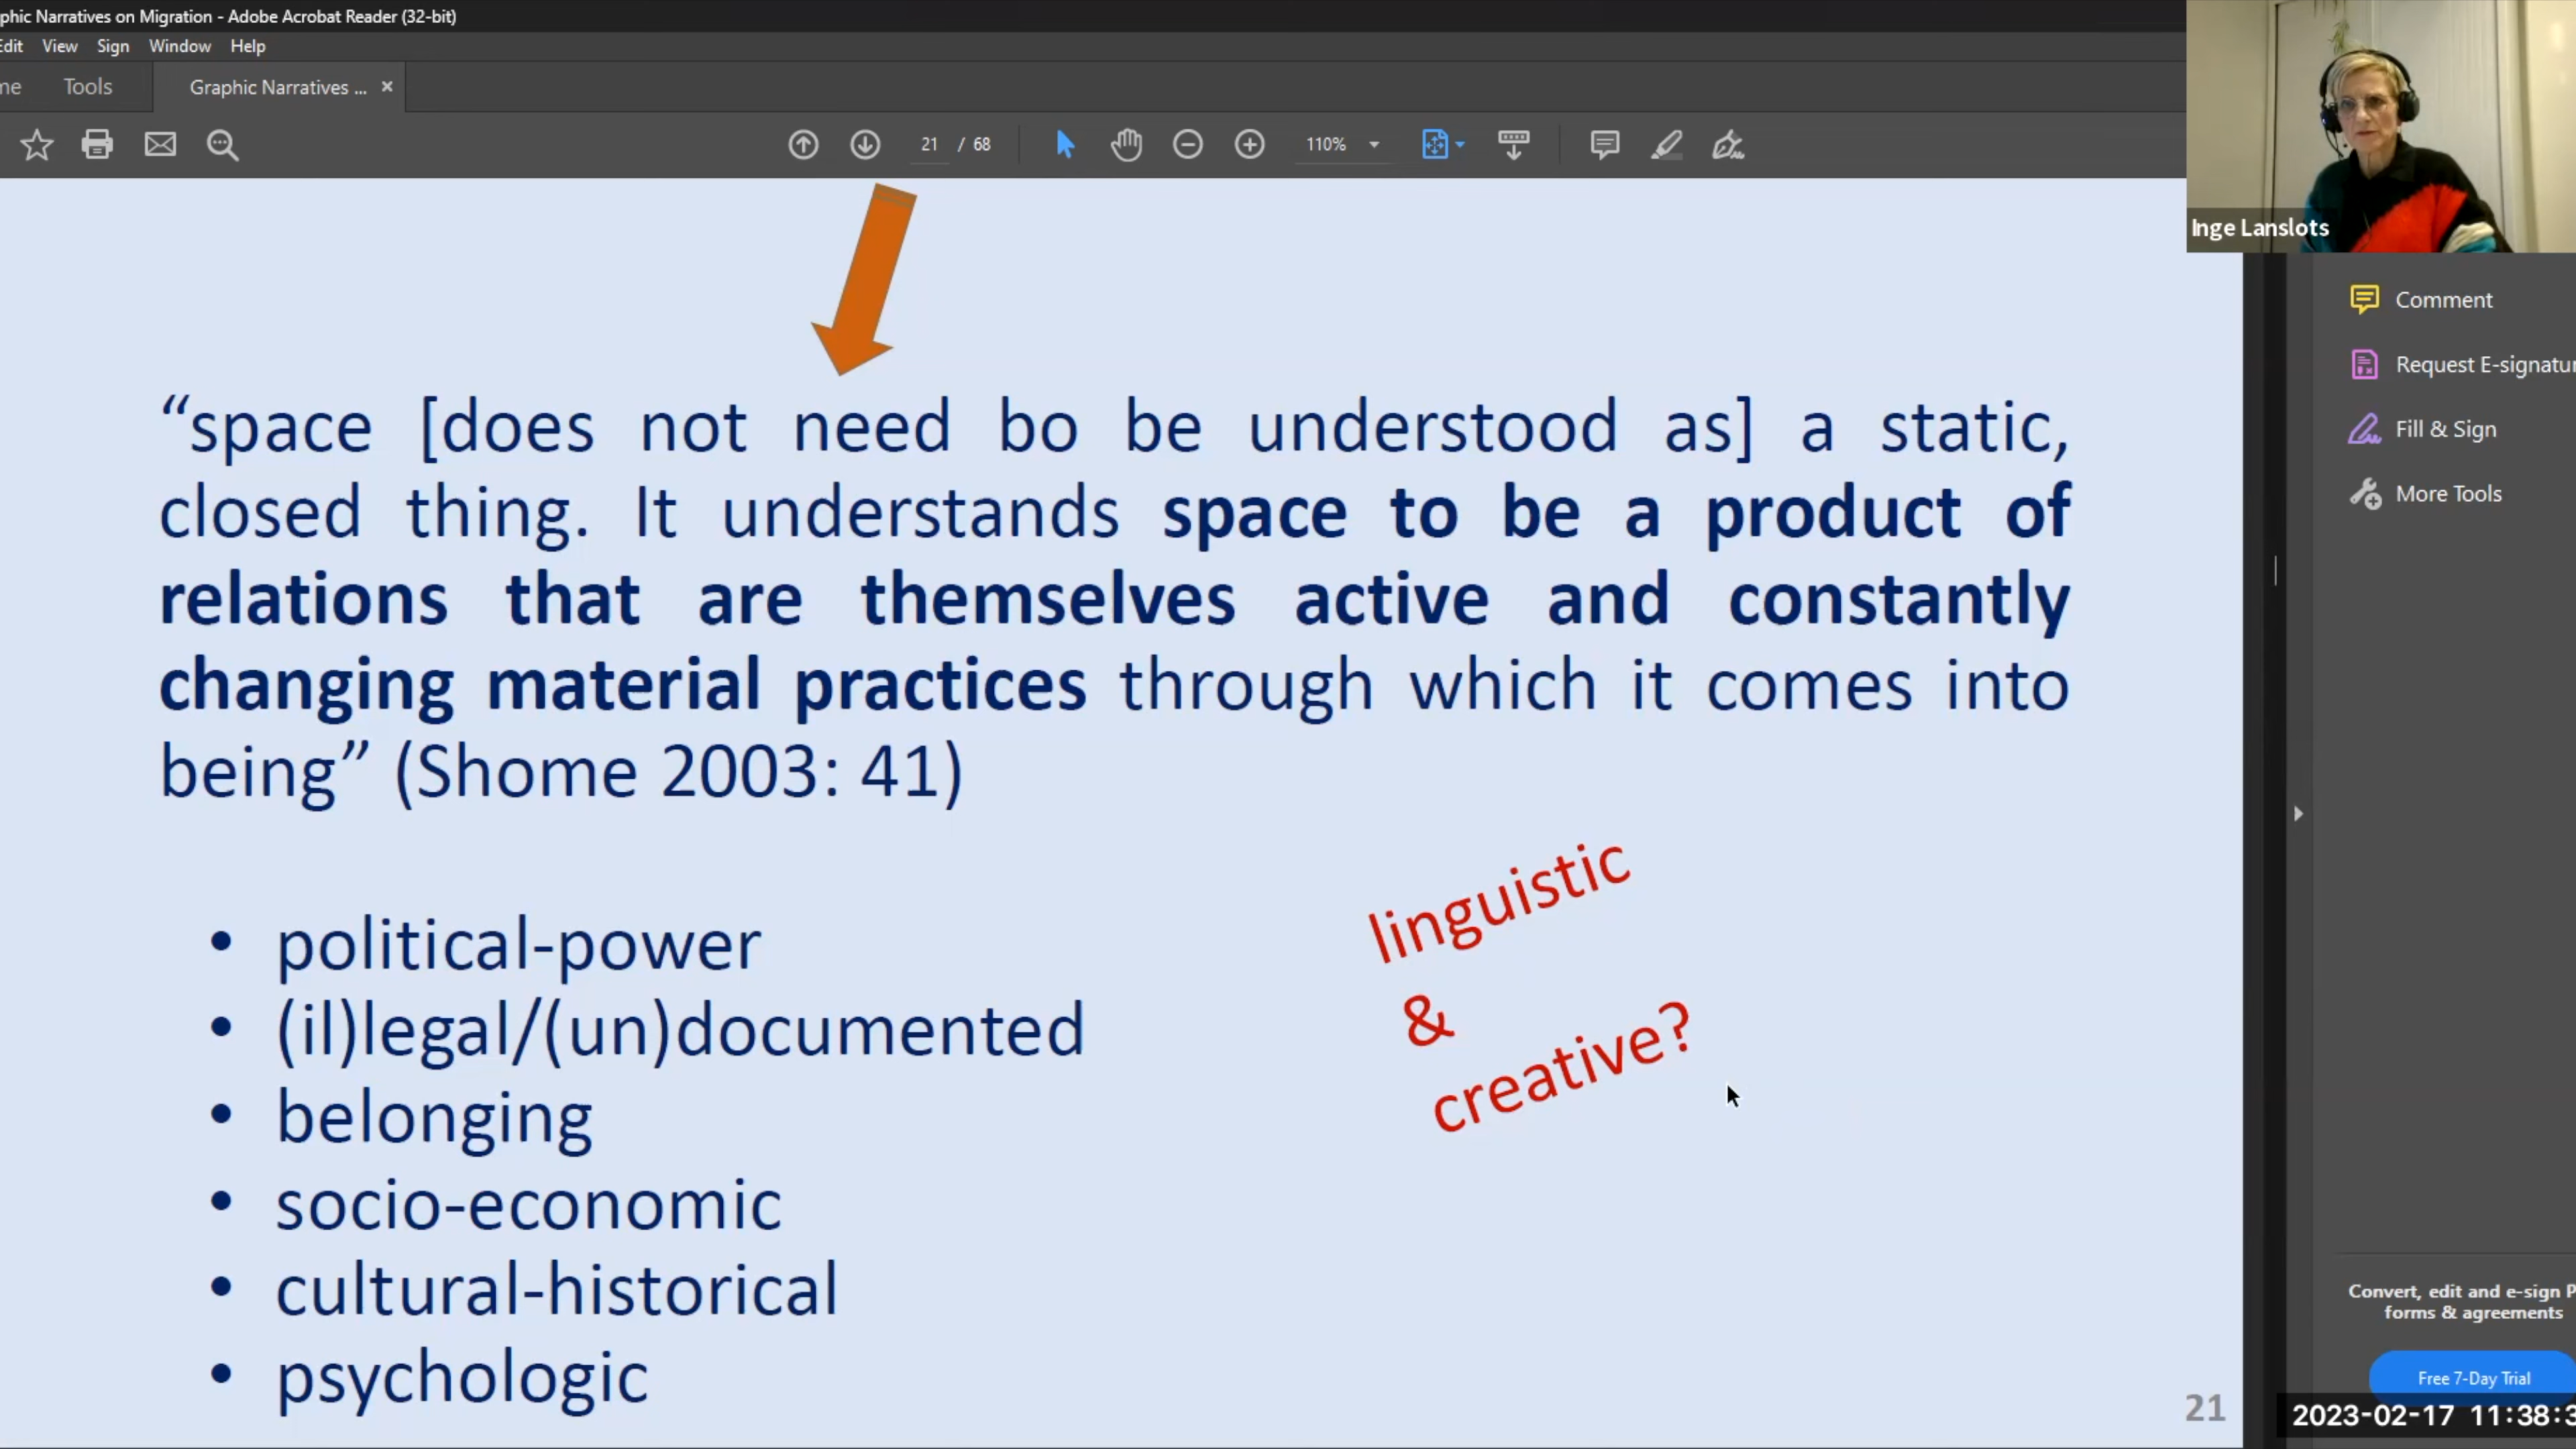 phic Narratives on Migration - Adobe Acrobat Reader (32-bit)
Edit View Sign Window Help
me Tools Graphic Narratives ... ×
21 / 68 110%
Inge Lanslots
Comment
Request E-signatur
Fill & Sign
More Tools
“space [does not need bo be understood as] a static,
closed thing. It understands space to be a product of
relations that are themselves active and constantly
changing material practices through which it comes into
being” (Shome 2003: 41)
linguistic
&
creative?
• political-power
• (il)legal/(un)documented
• belonging
• socio-economic
• cultural-historical
• psychologic
21
Convert, edit and e-sign P
forms & agreements
Free 7-Day Trial
2023-02-17 11:38:3